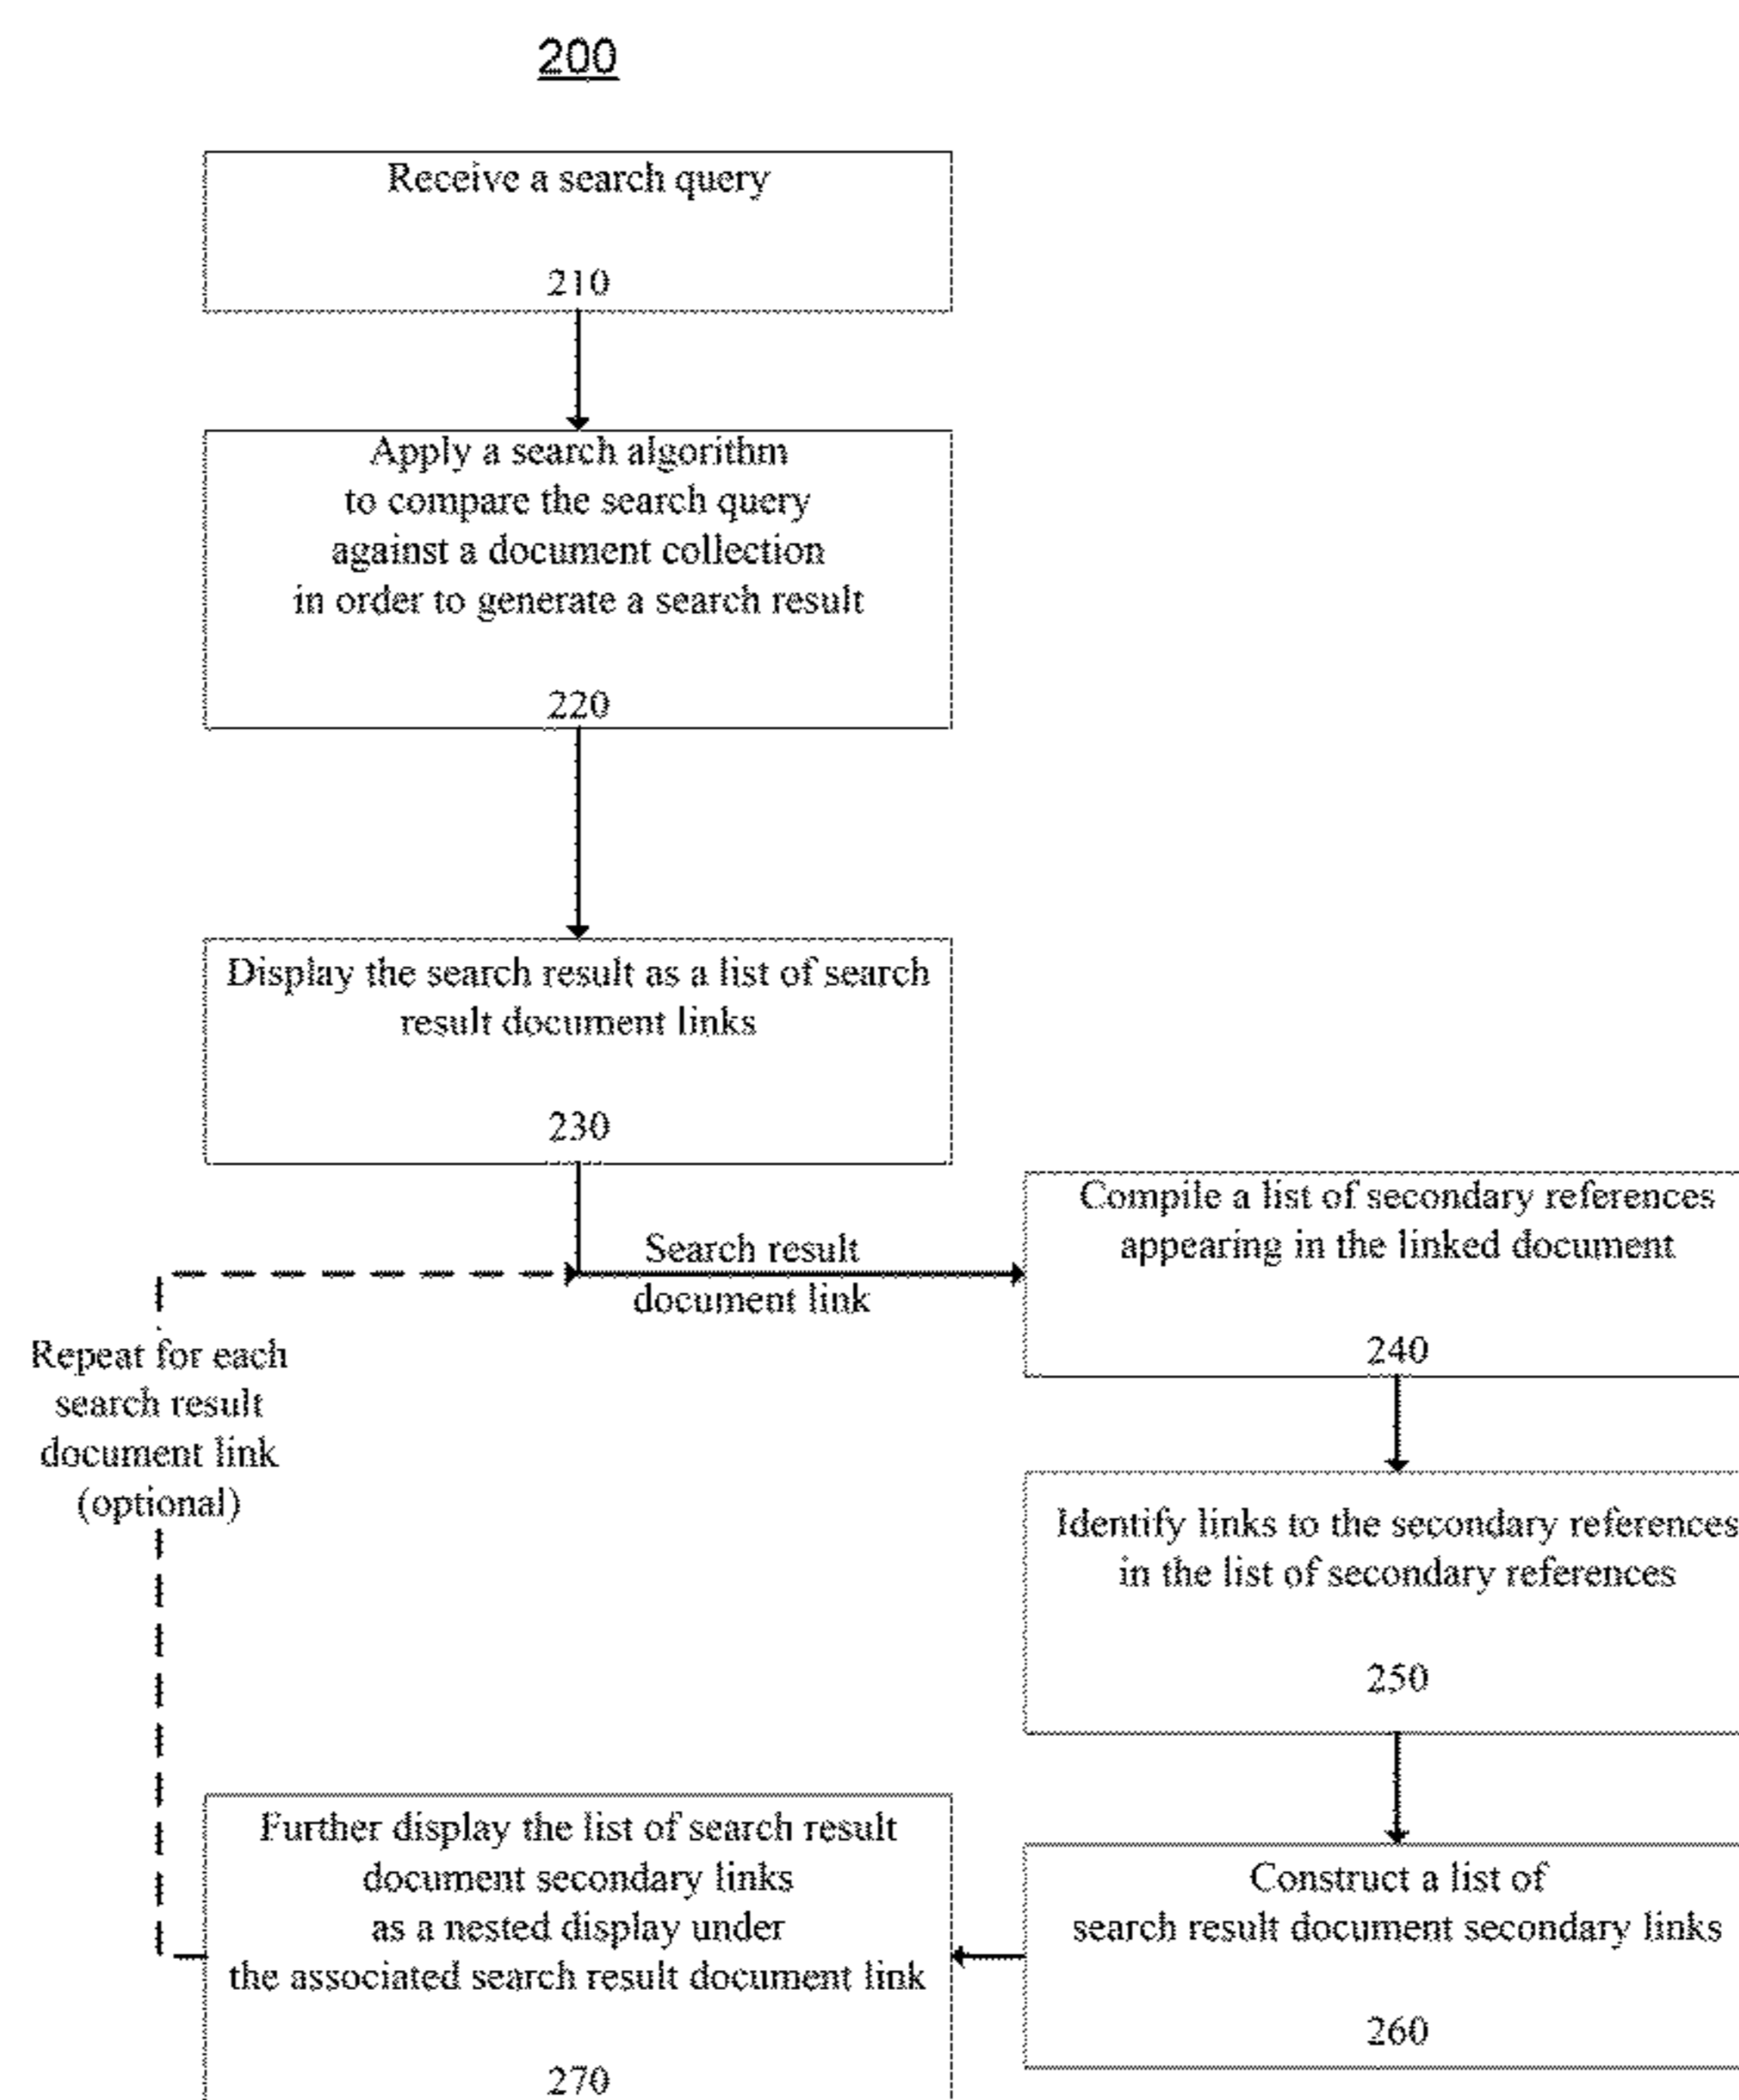 200
Receive a search query
210
Apply a search algorithm
to compare the search query
against a document collection
in order to generate a search result
220
Display the search result as a list of search
result document links
230
Search result
document link
Compile a list of secondary references
appearing in the linked document
240
Repeat for each
search result
document link
(optional)
Identify links to the secondary references
in the list of secondary references
250
Construct a list of
search result document secondary links
260
Further display the list of search result
document secondary links
as a nested display under
the associated search result document link
270